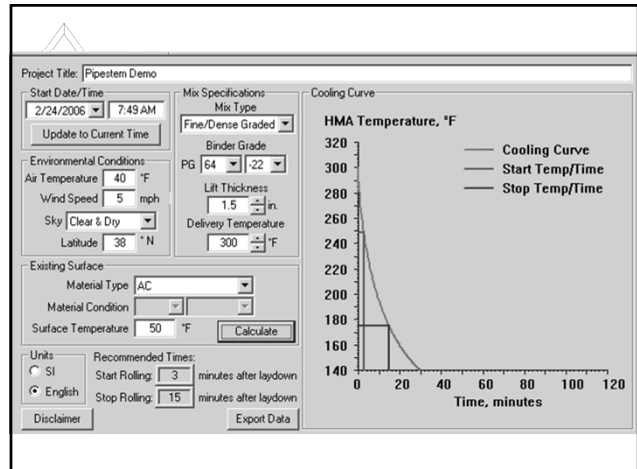 Project Title: Pipestem Demo
Start Date/Time
2/24/2006 7:49 AM
Update to Current Time
Environmental Conditions
Air Temperature 40 °F
Wind Speed 5 mph
Sky Clear & Dry
Latitude 38 ° N
Mix Specifications
Mix Type
Fine/Dense Graded
Binder Grade
PG 64 -22
Lift Thickness
1.5 in.
Delivery Temperature
300 °F
Existing Surface
Material Type AC
Material Condition
Surface Temperature 50 °F Calculate
Units
SI
English
Recommended Times:
Start Rolling: 3 minutes after laydown
Stop Rolling: 15 minutes after laydown
Disclaimer Export Data
Cooling Curve
HMA Temperature, °F
320
300
280
260
240
220
200
180
160
140
Cooling Curve
Start Temp/Time
Stop Temp/Time
0 20 40 60 80 100 120
Time, minutes